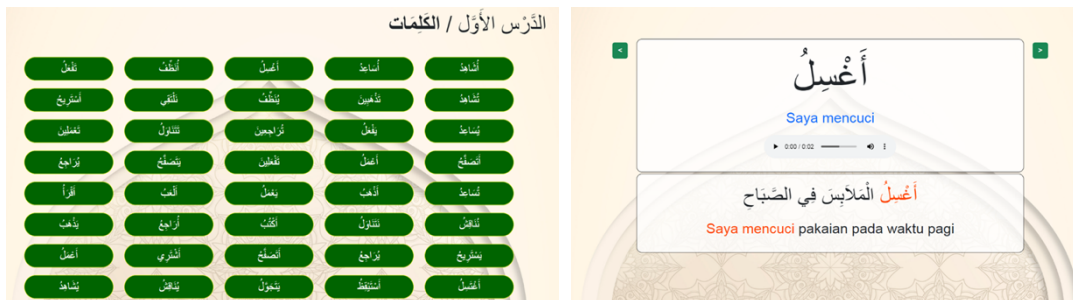 الدَّرْس الأَوَّل / الكَلِمَات
أُشَاهِدُ أُسَاعِدُ أَغْسِلُ أُنَظِّفُ تَفْعَلُ
تُشَاهِدُ تَذْهَبِينَ يُنَظِّفُ نَلْتَقِي أَسْتَرِيحُ
يُسَاعِدُ يَفْعَلُ تُرَاجِعِينَ تَتَنَاوَلُ تَعْمَلِينَ
أَتَصَفَّحُ أَعْمَلُ تَفْعَلِينَ يَتَصَفَّحُ يُرَاجِعُ
تُسَاعِدُ أَذْهَبُ يَعْمَلُ أَلْعَبُ أَقْرَأُ
نُنَاقِشُ نَتَنَاوَلُ أَكْتُبُ أُرَاجِعُ يَذْهَبُ
يَسْتَرِيحُ يُرَاجِعُ أَتَصَفَّحُ أَشْتَرِي أَعْمَلُ
أَغْتَسِلُ أَسْتَيْقِظُ يَتَجَوَّلُ يُنَاقِشُ يُشَاهِدُ
< >
أَغْسِلُ
Saya mencuci
0:00 / 0:02
أَغْسِلُ الْمَلَابِسَ فِي الصَّبَاحِ
Saya mencuci pakaian pada waktu pagi